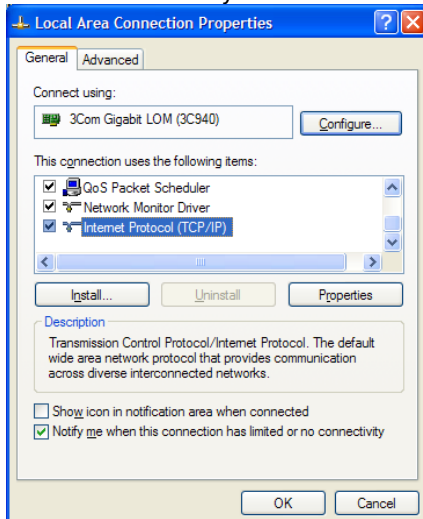 Local Area Connection Properties
General Advanced
Connect using:
3Com Gigabit LOM (3C940)
Configure...
This connection uses the following items:
QoS Packet Scheduler
Network Monitor Driver
Internet Protocol (TCP/IP)
Install... Uninstall Properties
Description
Transmission Control Protocol/Internet Protocol. The default
wide area network protocol that provides communication
across diverse interconnected networks.
Show icon in notification area when connected
Notify me when this connection has limited or no connectivity
OK Cancel